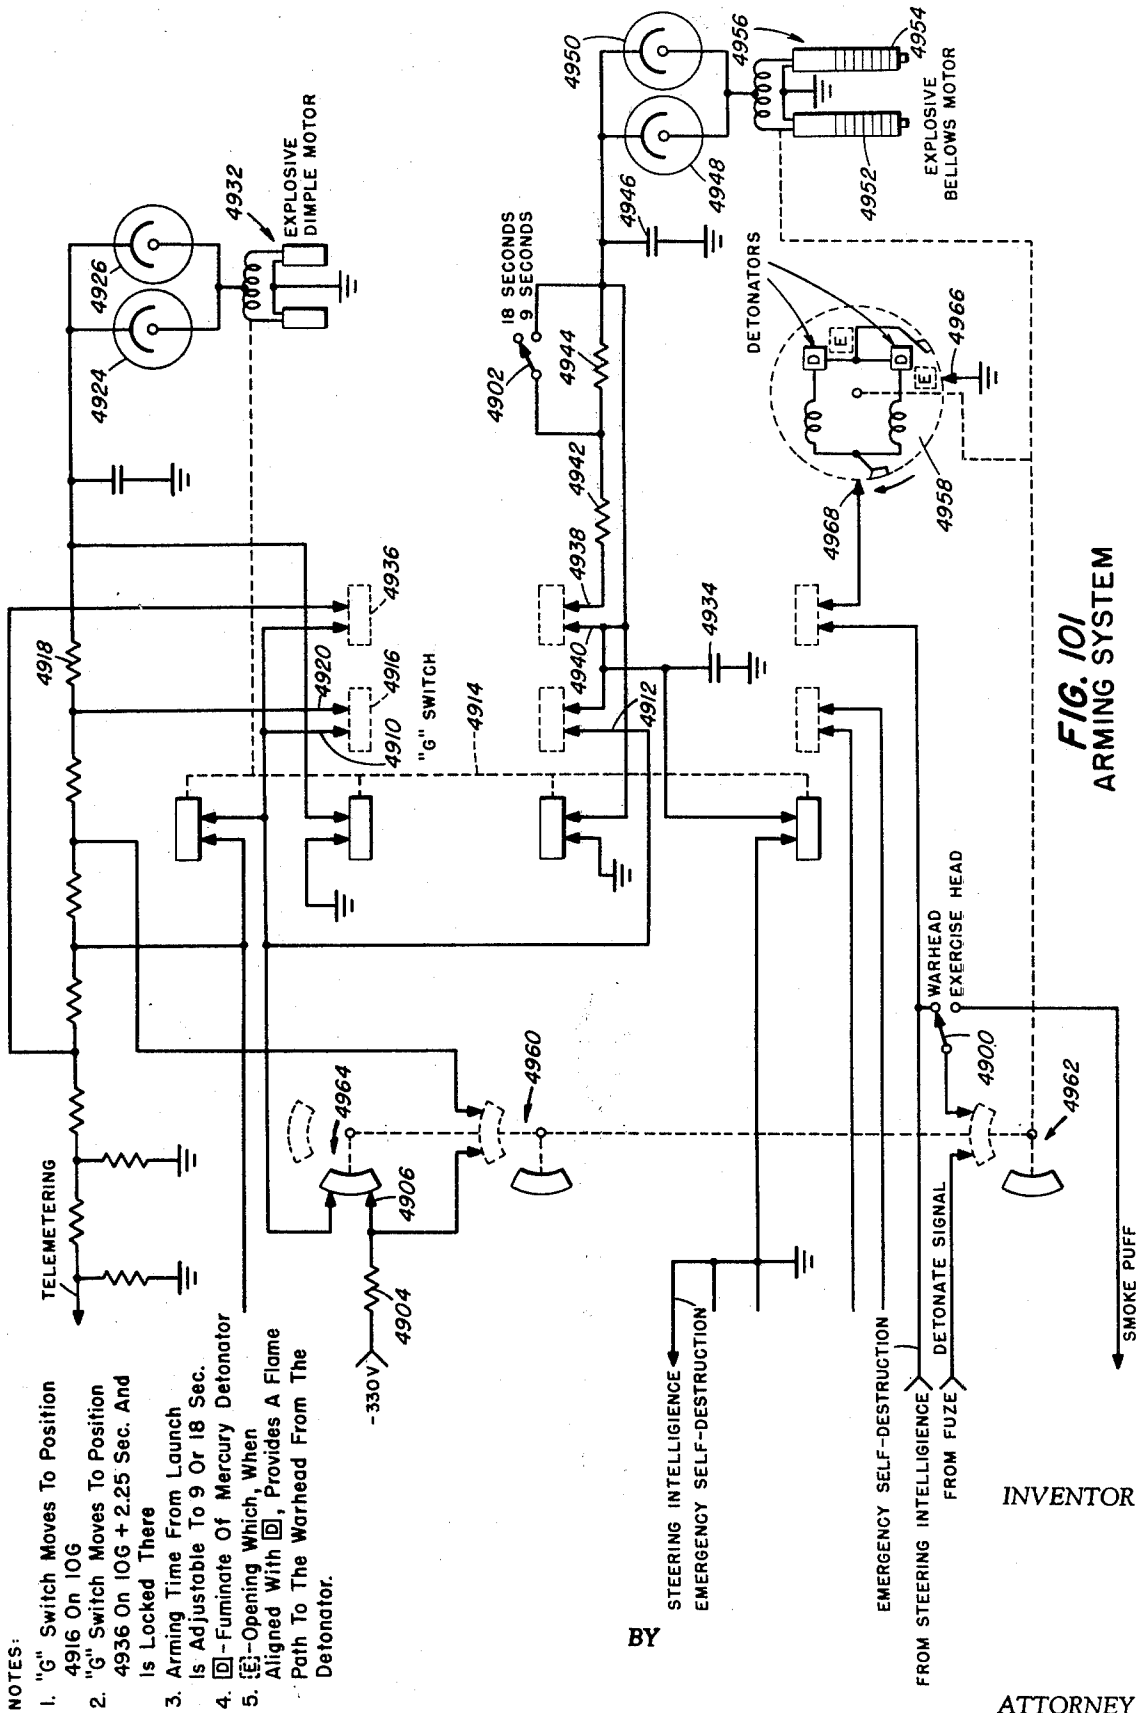 NOTES:
1. "G" Switch Moves To Position
4916 On 10G
2. "G" Switch Moves To Position
4936 On 10G + 2.25 Sec. And
Is Locked There
3. Arming Time From Launch
Is Adjustable To 9 Or 18 Sec.
4. D-Fuminate Of Mercury Detonator
5. E-Opening Which, When
Aligned With D, Provides A Flame
Path To The Warhead From The
Detonator.
TELEMETERING
4918
4924
4926
4932
EXPLOSIVE
DIMPLE MOTOR
4920
4910
4916
4936
"G" SWITCH
4914
-330V
4904
4906
4964
4960
4912
4940
4938
4942
4944
4902
18 SECONDS
9 SECONDS
4934
4946
4948
4950
4956
4952
4954
EXPLOSIVE
BELLOWS MOTOR
DETONATORS
D
E
D
E
4966
4968
4958
STEERING INTELLIGIENCE
EMERGENCY SELF-DESTRUCTION
EMERGENCY SELF-DESTRUCTION
FROM STEERING INTELLIGIENCE
DETONATE SIGNAL
FROM FUZE
WARHEAD
EXERCISE HEAD
4900
4962
SMOKE PUFF
FIG. 101
ARMING SYSTEM
INVENTOR
BY
ATTORNEY